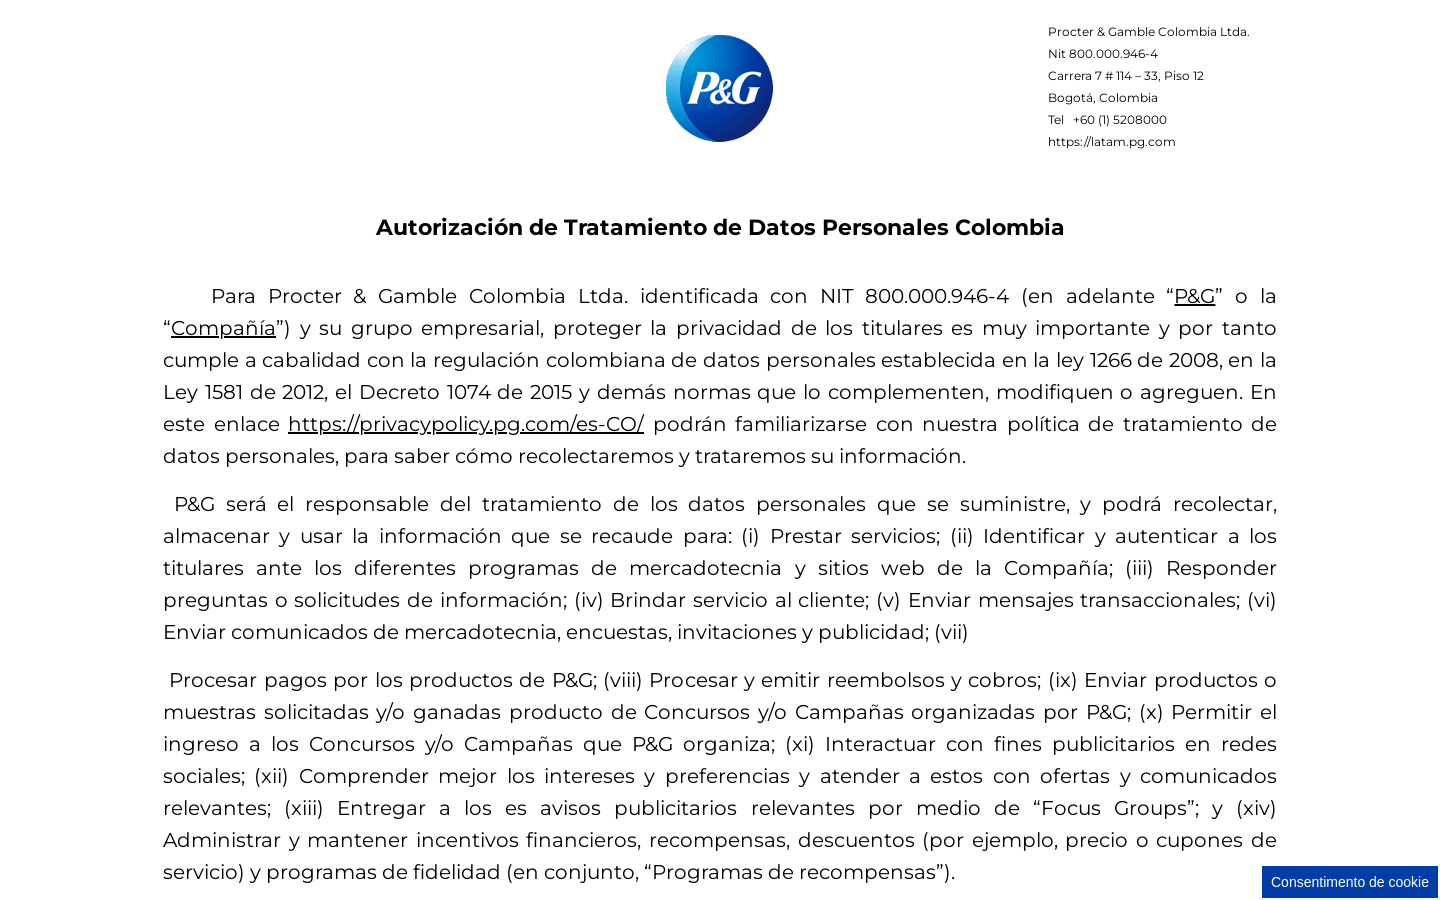 P&G
Procter & Gamble Colombia Ltda.
Nit 800.000.946-4
Carrera 7 # 114 – 33, Piso 12
Bogotá, Colombia
Tel   +60 (1) 5208000
https://latam.pg.com
Autorización de Tratamiento de Datos Personales Colombia
Para Procter & Gamble Colombia Ltda. identificada con NIT 800.000.946-4 (en adelante “P&G” o la
“Compañía”) y su grupo empresarial, proteger la privacidad de los titulares es muy importante y por tanto
cumple a cabalidad con la regulación colombiana de datos personales establecida en la ley 1266 de 2008, en la
Ley 1581 de 2012, el Decreto 1074 de 2015 y demás normas que lo complementen, modifiquen o agreguen. En
este enlace https://privacypolicy.pg.com/es-CO/ podrán familiarizarse con nuestra política de tratamiento de
datos personales, para saber cómo recolectaremos y trataremos su información.
P&G será el responsable del tratamiento de los datos personales que se suministre, y podrá recolectar,
almacenar y usar la información que se recaude para: (i) Prestar servicios; (ii) Identificar y autenticar a los
titulares ante los diferentes programas de mercadotecnia y sitios web de la Compañía; (iii) Responder
preguntas o solicitudes de información; (iv) Brindar servicio al cliente; (v) Enviar mensajes transaccionales; (vi)
Enviar comunicados de mercadotecnia, encuestas, invitaciones y publicidad; (vii)
Procesar pagos por los productos de P&G; (viii) Procesar y emitir reembolsos y cobros; (ix) Enviar productos o
muestras solicitadas y/o ganadas producto de Concursos y/o Campañas organizadas por P&G; (x) Permitir el
ingreso a los Concursos y/o Campañas que P&G organiza; (xi) Interactuar con fines publicitarios en redes
sociales; (xii) Comprender mejor los intereses y preferencias y atender a estos con ofertas y comunicados
relevantes; (xiii) Entregar a los es avisos publicitarios relevantes por medio de “Focus Groups”; y (xiv)
Administrar y mantener incentivos financieros, recompensas, descuentos (por ejemplo, precio o cupones de
servicio) y programas de fidelidad (en conjunto, “Programas de recompensas”).
Consentimento de cookie